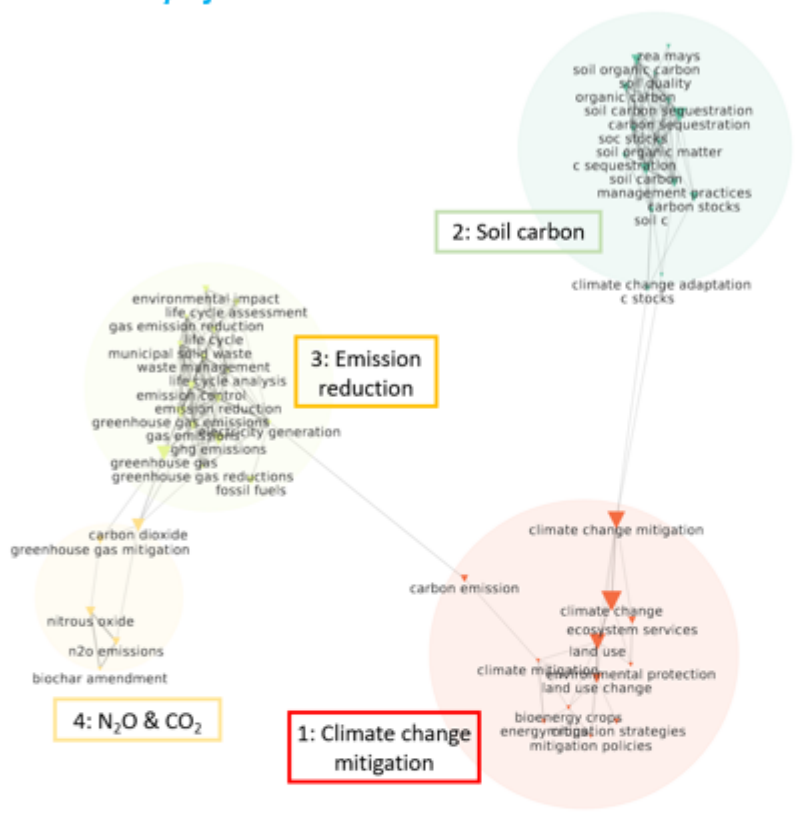 zea mays
soil organic carbon
soil quality
organic carbon
soil carbon sequestration
carbon sequestration
soc stocks
soil organic matter
c sequestration
soil carbon
management practices
carbon stocks
soil c
2: Soil carbon
climate change adaptation
c stocks
environmental impact
life cycle assessment
gas emission reduction
life cycle
municipal solid waste
waste management
life cycle analysis
emission control
emission reduction
greenhouse gas emissions
gas emissions
electricity generation
ghg emissions
greenhouse gas
greenhouse gas reductions
fossil fuels
3: Emission
reduction
carbon dioxide
greenhouse gas mitigation
nitrous oxide
n2o emissions
biochar amendment
4: N₂O & CO₂
climate change mitigation
carbon emission
climate change
ecosystem services
land use
climate mitigation
environmental protection
land use change
bioenergy crops
energy crops
mitigation strategies
mitigation policies
1: Climate change
mitigation